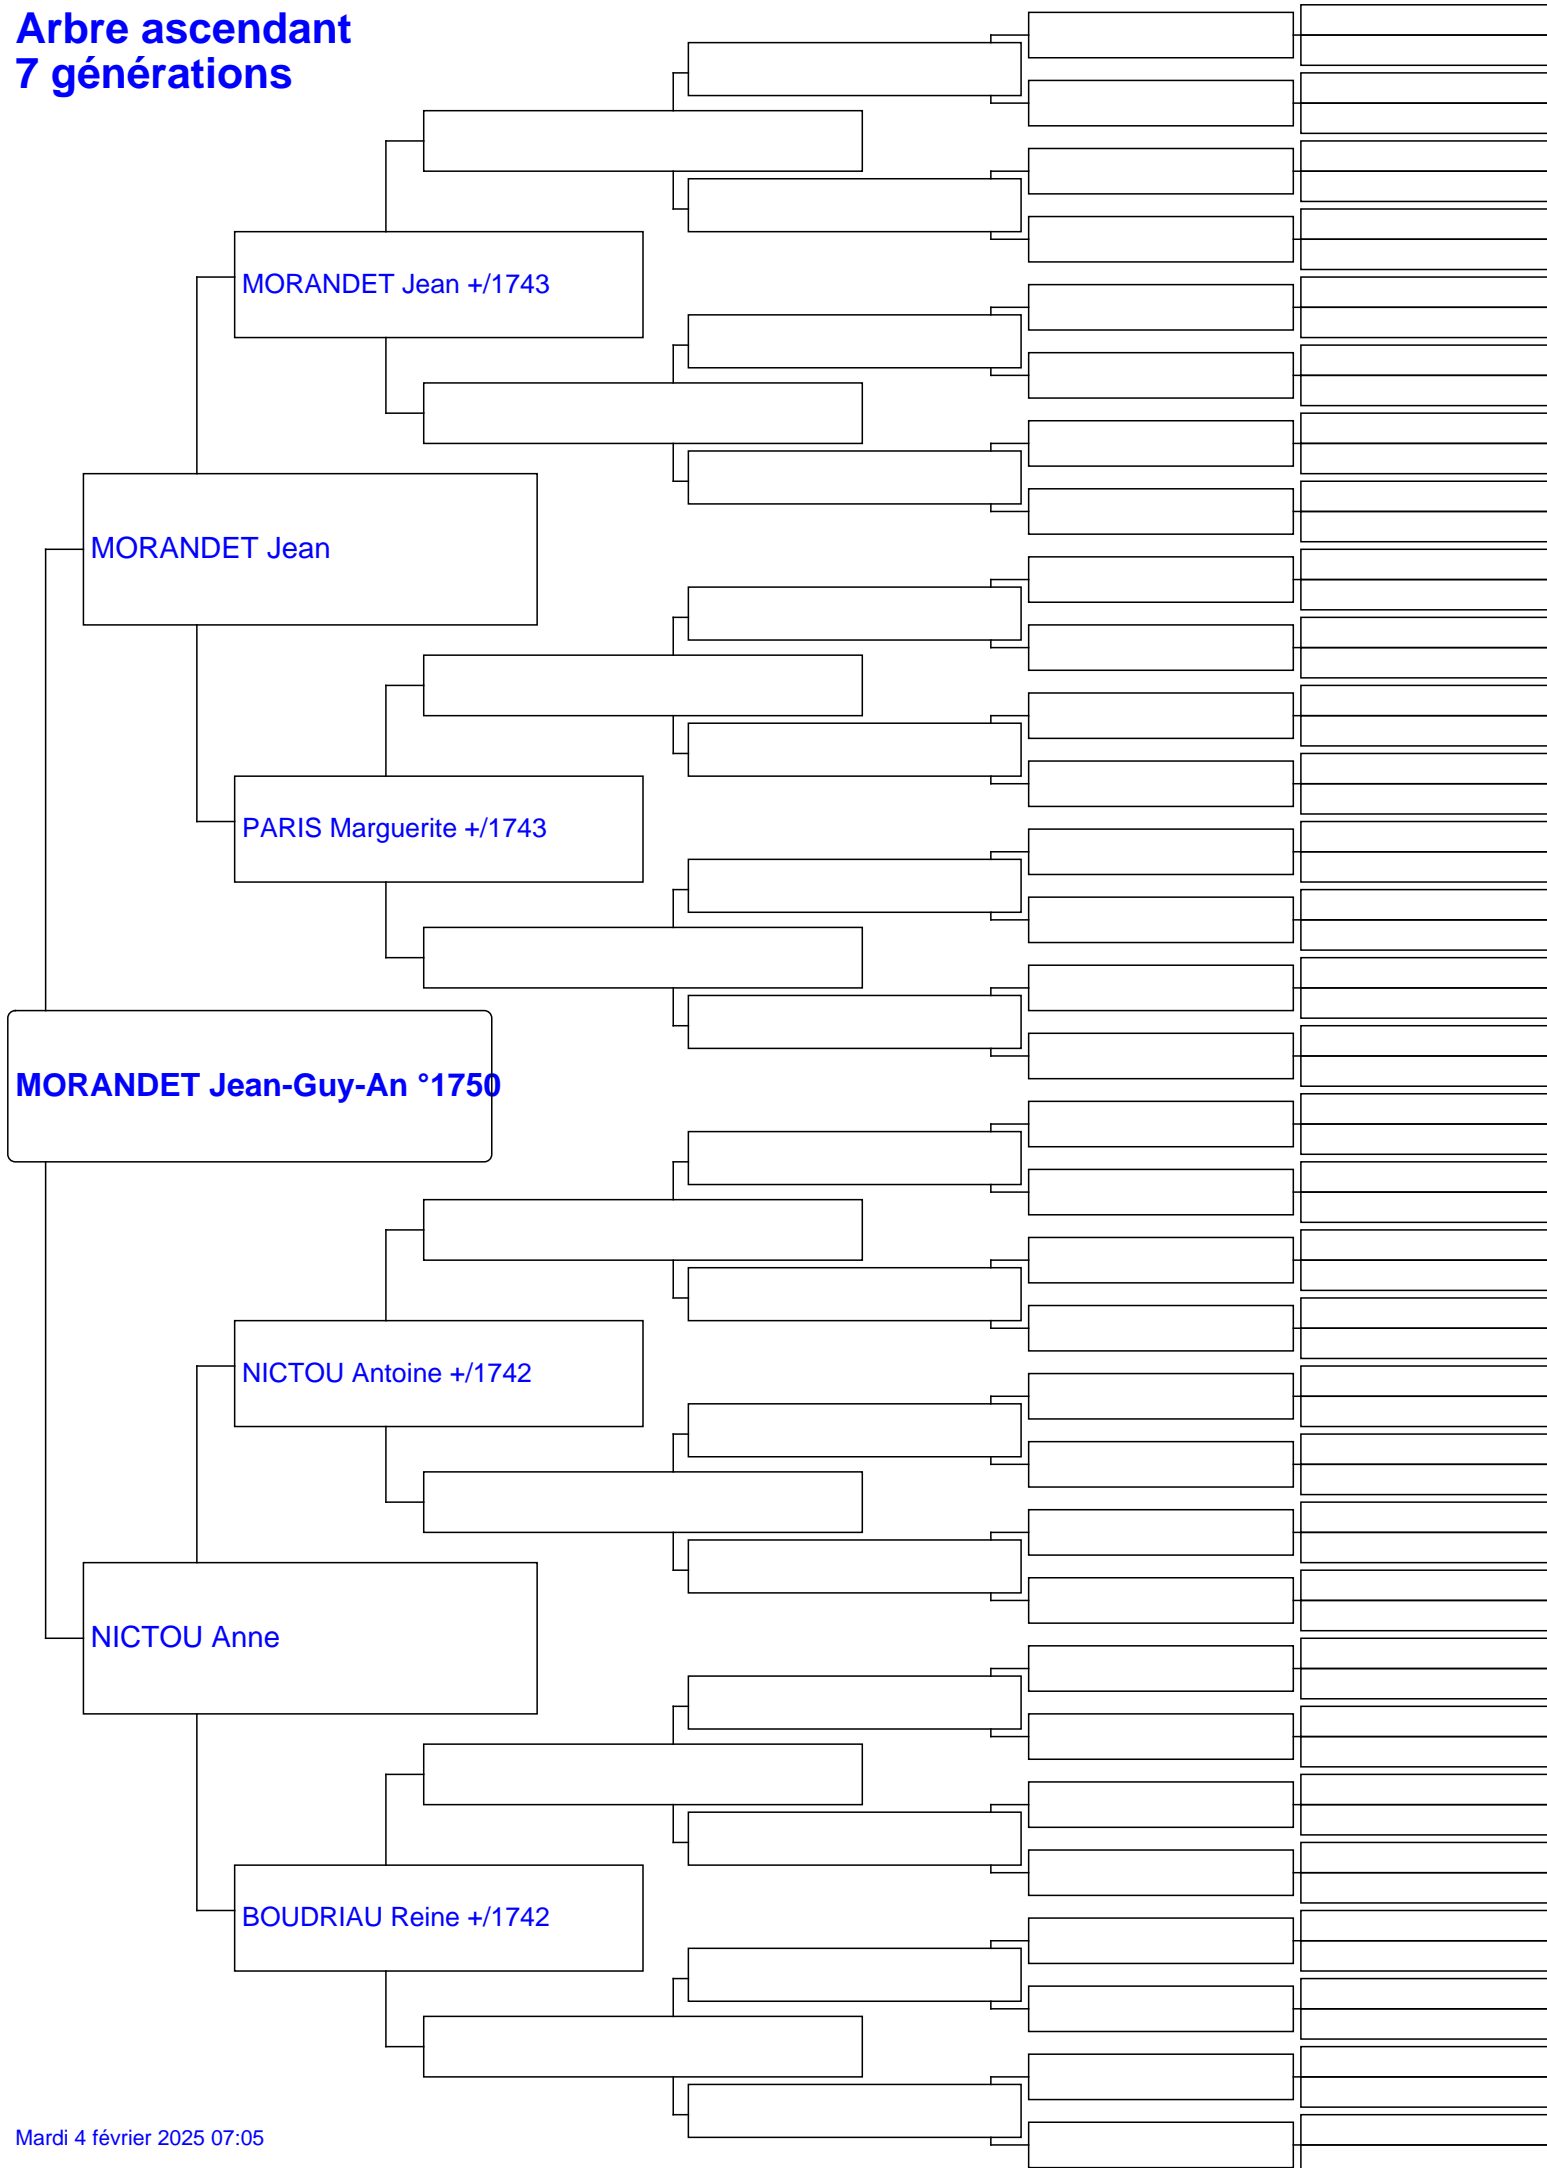 Arbre ascendant
7 générations
MORANDET Jean +/1743
MORANDET Jean
PARIS Marguerite +/1743
MORANDET Jean-Guy-An °1750
NICTOU Antoine +/1742
NICTOU Anne
BOUDRIAU Reine +/1742
Mardi 4 février 2025 07:05